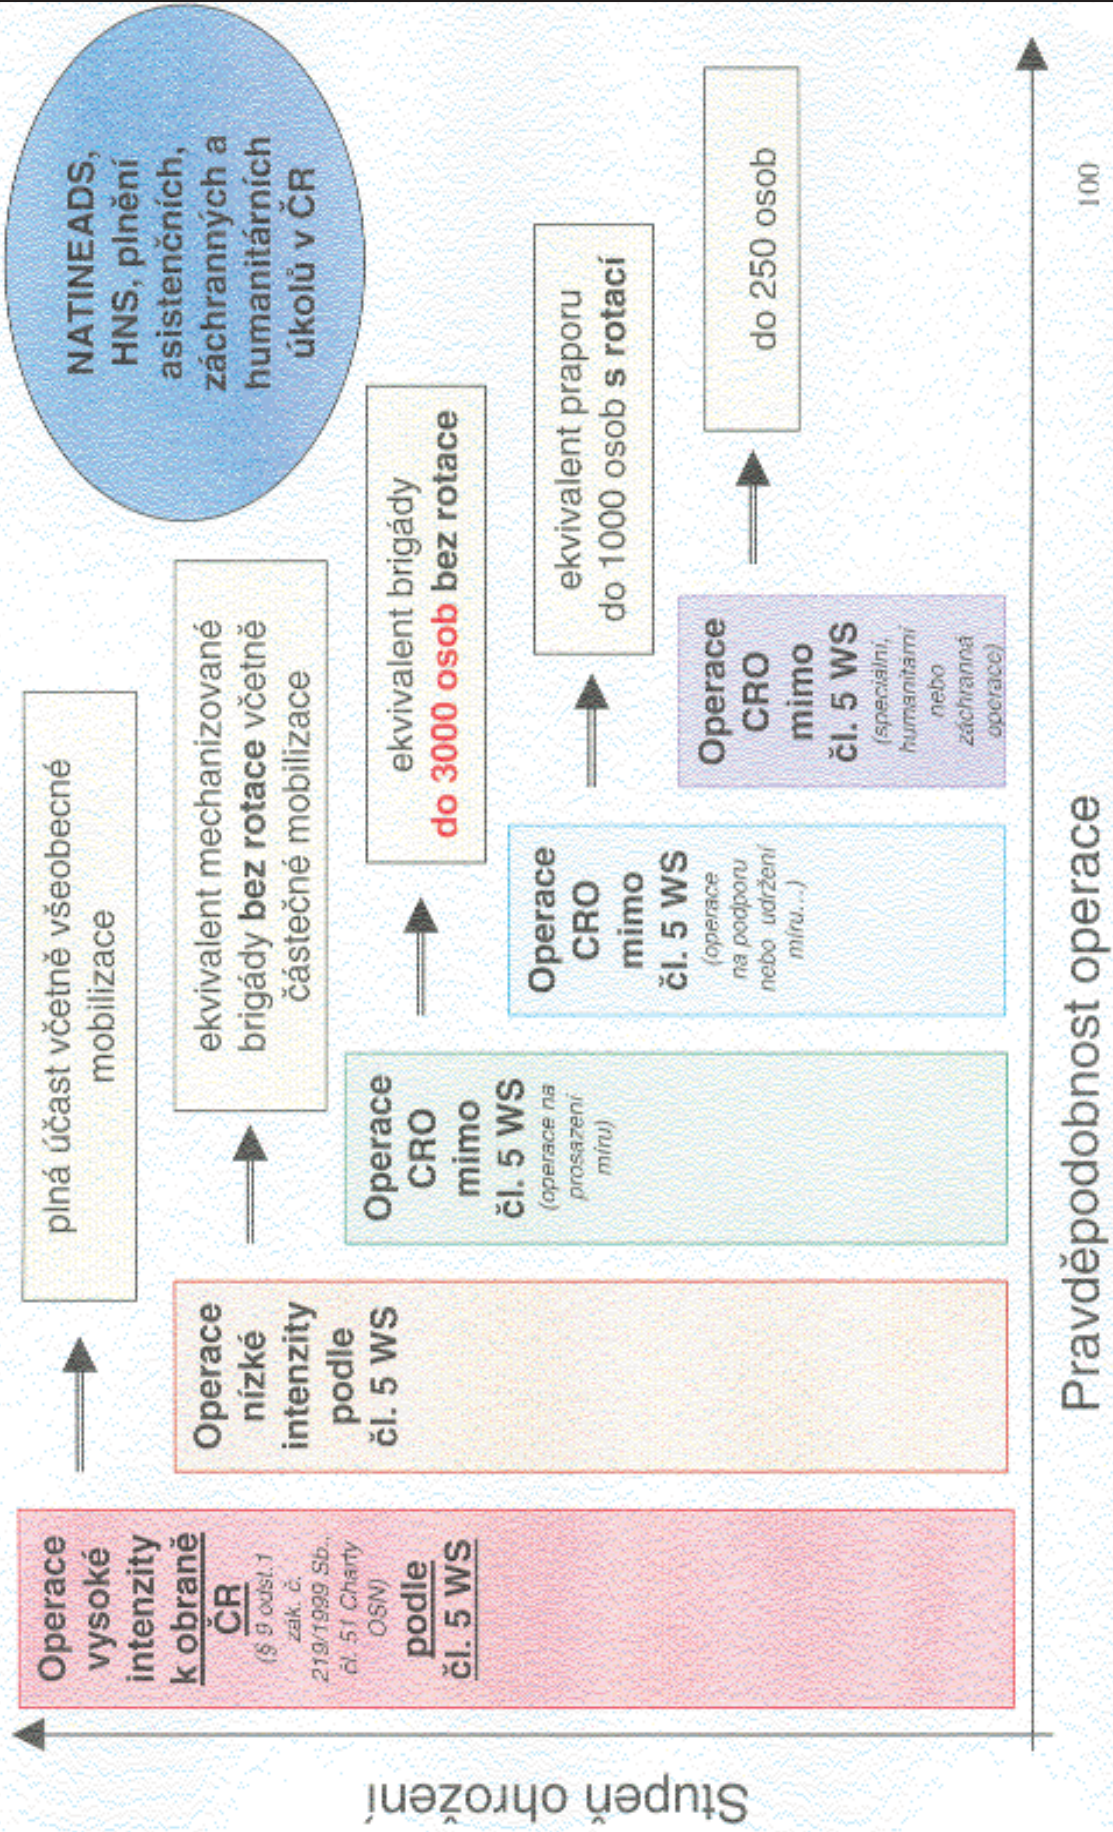 Stupeň ohrožení
Operace
vysoké
intenzity
k obraně
ČR
(§ 9 odst.1
zák. č.
219/1999 Sb.,
čl. 51 Charty
OSN)
podle
čl. 5 WS
plná účast včetně všeobecné
mobilizace
Operace
nízké
intenzity
podle
čl. 5 WS
ekvivalent mechanizované
brigády bez rotace včetně
částečné mobilizace
Operace
CRO
mimo
čl. 5 WS
(operace na
prosazení
míru)
ekvivalent brigády
do 3000 osob bez rotace
Operace
CRO
mimo
čl. 5 WS
(operace
na podporu
nebo udržení
míru...)
ekvivalent praporu
do 1000 osob s rotací
Operace
CRO
mimo
čl. 5 WS
(speciální,
humanitární
nebo
záchranná
operace)
do 250 osob
NATINEADS,
HNS, plnění
asistenčních,
záchranných a
humanitárních
úkolů v ČR
Pravděpodobnost operace
100